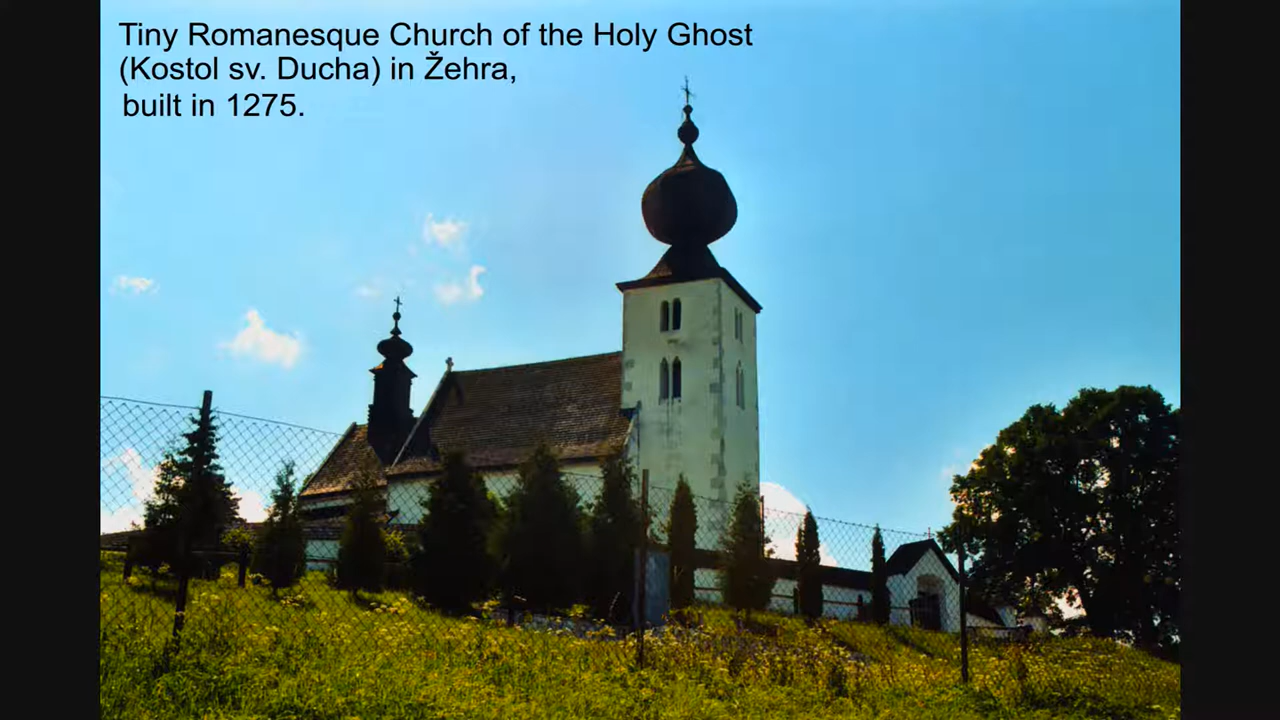 Tiny Romanesque Church of the Holy Ghost
(Kostol sv. Ducha) in Žehra,
built in 1275.